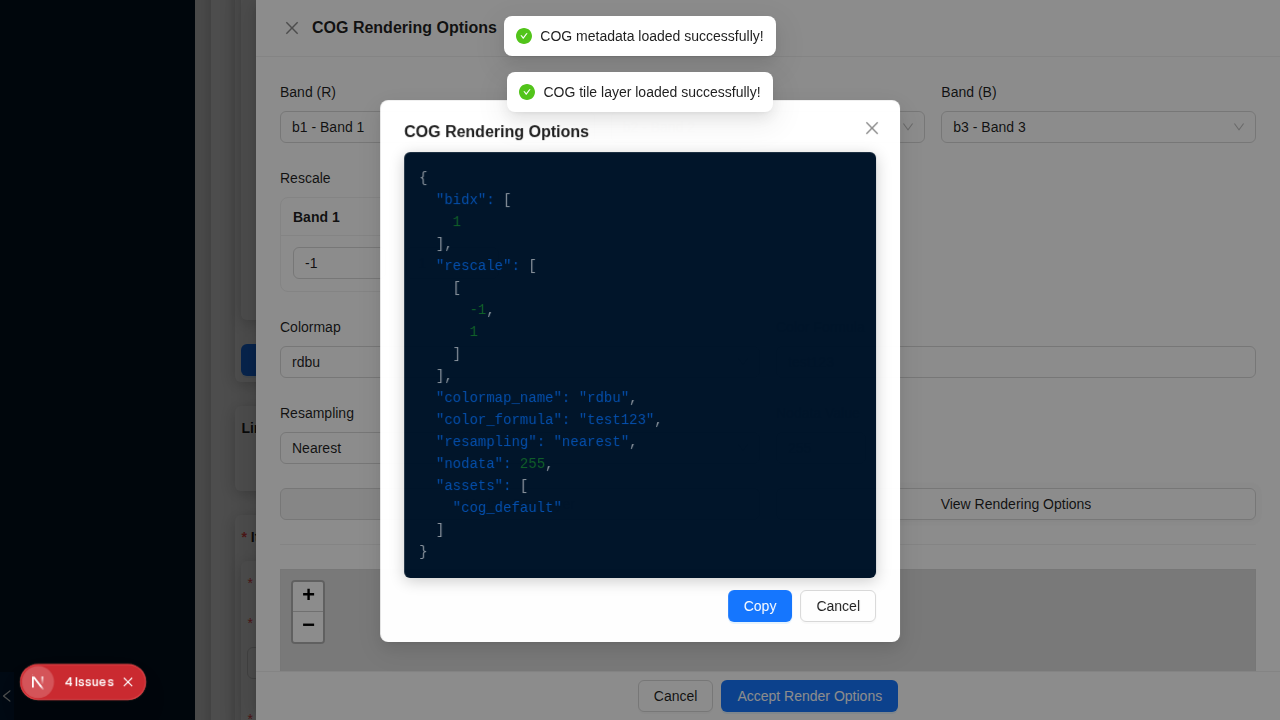 COG Rendering Options
COG metadata loaded successfully!
COG tile layer loaded successfully!
Band (R)
Band (B)
b1 - Band 1
b3 - Band 3
Rescale
Band 1
-1
Colormap
rdbu
Resampling
Nearest
View Rendering Options
COG Rendering Options
{
"bidx": [
1
],
"rescale": [
[
-1,
1
]
],
"colormap_name": "rdbu",
"color_formula": "test123",
"resampling": "nearest",
"nodata": 255,
"assets": [
"cog_default"
]
}
Copy
Cancel
+
−
4 Issues
Cancel
Accept Render Options